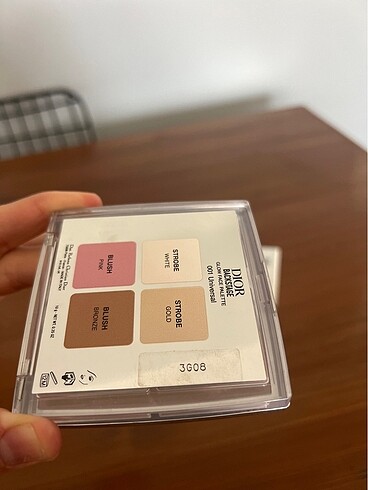 DIOR
BACKSTAGE
GLOW FACE PALETTE
001 Universal
STROBE
WHITE
STROBE
GOLD
BLUSH
PINK
BLUSH
BRONZE
3G08